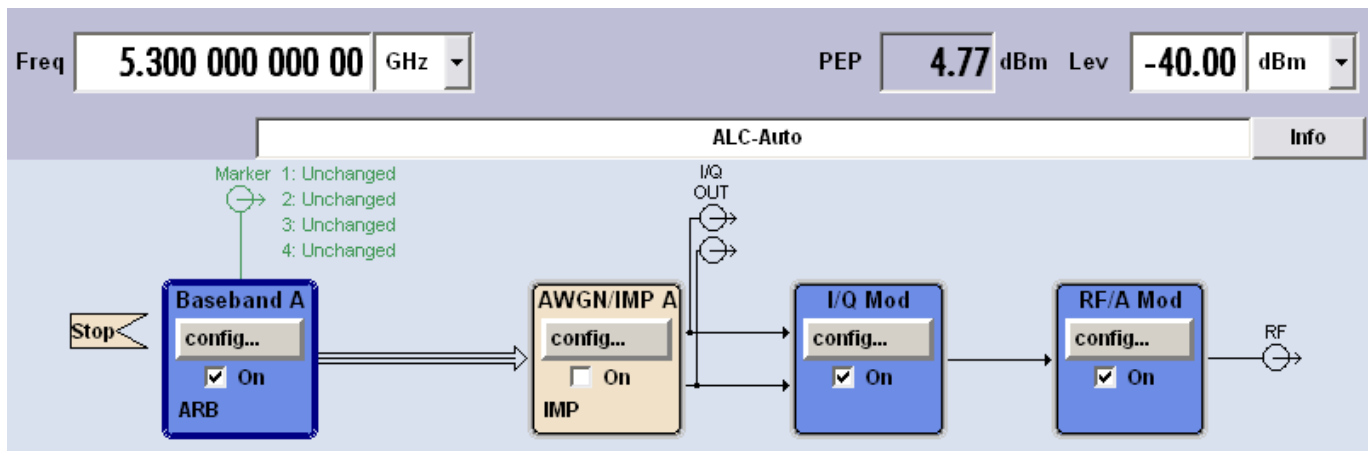 Freq 5.300 000 000 00 GHz PEP 4.77 dBm Lev -40.00 dBm
ALC-Auto Info
Marker 1: Unchanged
2: Unchanged
3: Unchanged
4: Unchanged
I/Q
OUT
Baseband A AWGN/IMP A I/Q Mod RF/A Mod
Stop config... config... config... config... RF
On On On On
ARB IMP